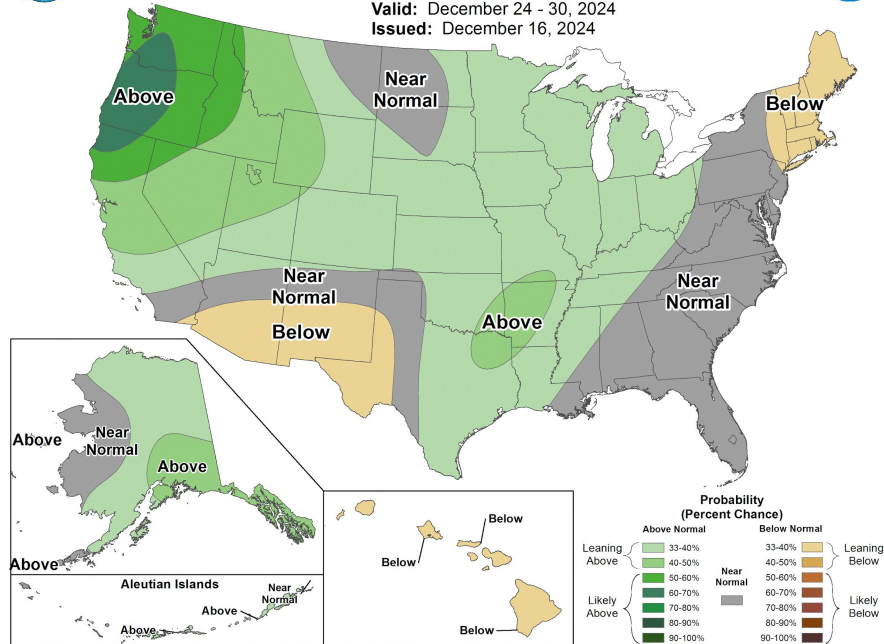 Valid: December 24 - 30, 2024
Issued: December 16, 2024
Above
Near
Normal
Below
Near
Normal
Below
Above
Near
Normal
Above
Near
Normal
Above
Above
Aleutian Islands
Near
Normal
Above
Above
Below
Below
Below
Probability
(Percent Chance)
Above Normal
Below Normal
Leaning
Above
33-40%
40-50%
Likely
Above
50-60%
60-70%
70-80%
80-90%
90-100%
Near
Normal
33-40%
40-50%
Leaning
Below
50-60%
60-70%
70-80%
80-90%
90-100%
Likely
Below